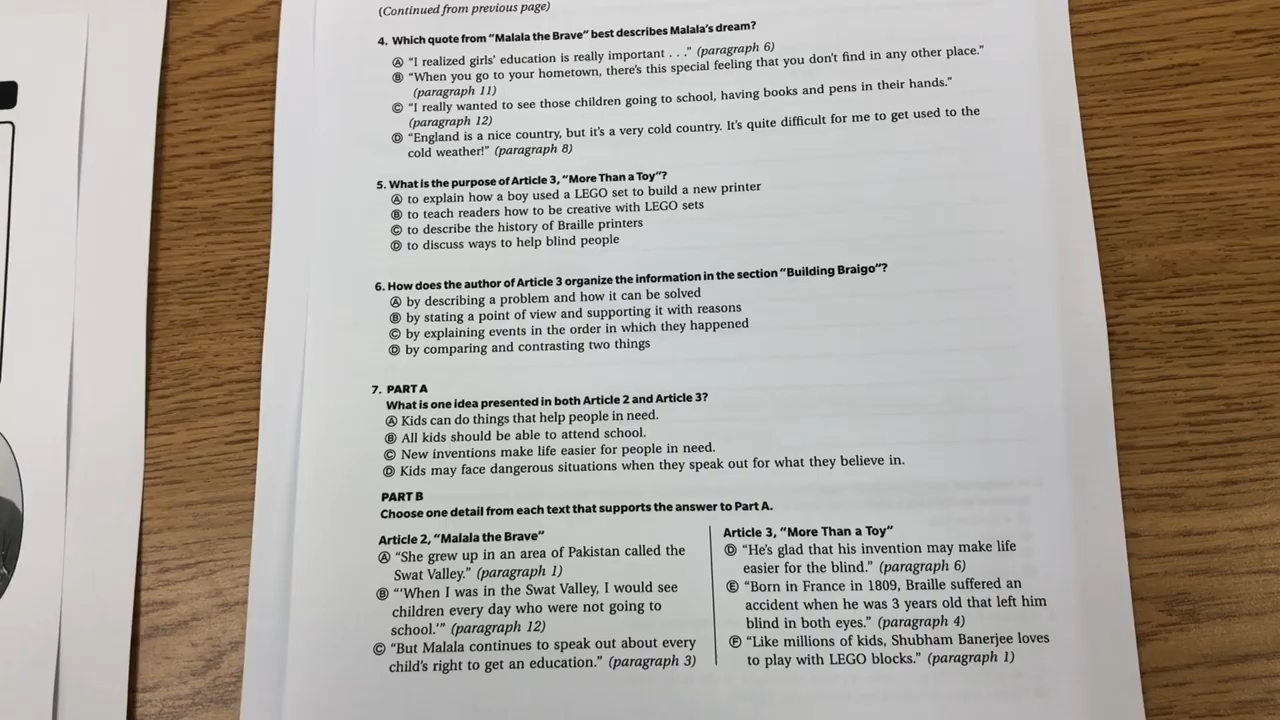 (Continued from previous page)
4. Which quote from "Malala the Brave" best describes Malala's dream?
Ⓐ "I realized girls' education is really important . . ." (paragraph 6)
Ⓑ "When you go to your hometown, there's this special feeling that you don't find in any other place."
(paragraph 11)
Ⓒ "I really wanted to see those children going to school, having books and pens in their hands."
(paragraph 12)
Ⓓ "England is a nice country, but it's a very cold country. It's quite difficult for me to get used to the
cold weather!" (paragraph 8)
5. What is the purpose of Article 3, "More Than a Toy"?
Ⓐ to explain how a boy used a LEGO set to build a new printer
Ⓑ to teach readers how to be creative with LEGO sets
Ⓒ to describe the history of Braille printers
Ⓓ to discuss ways to help blind people
6. How does the author of Article 3 organize the information in the section "Building Braigo"?
Ⓐ by describing a problem and how it can be solved
Ⓑ by stating a point of view and supporting it with reasons
Ⓒ by explaining events in the order in which they happened
Ⓓ by comparing and contrasting two things
7. PART A
What is one idea presented in both Article 2 and Article 3?
Ⓐ Kids can do things that help people in need.
Ⓑ All kids should be able to attend school.
Ⓒ New inventions make life easier for people in need.
Ⓓ Kids may face dangerous situations when they speak out for what they believe in.
PART B
Choose one detail from each text that supports the answer to Part A.
Article 2, "Malala the Brave"
Ⓐ "She grew up in an area of Pakistan called the
Swat Valley." (paragraph 1)
Ⓑ "'When I was in the Swat Valley, I would see
children every day who were not going to
school.'" (paragraph 12)
Ⓒ "But Malala continues to speak out about every
child's right to get an education." (paragraph 3)
Article 3, "More Than a Toy"
Ⓓ "He's glad that his invention may make life
easier for the blind." (paragraph 6)
Ⓔ "Born in France in 1809, Braille suffered an
accident when he was 3 years old that left him
blind in both eyes." (paragraph 4)
Ⓕ "Like millions of kids, Shubham Banerjee loves
to play with LEGO blocks." (paragraph 1)